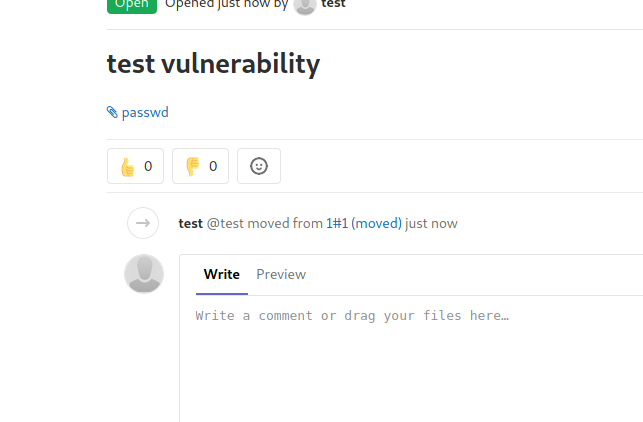 Open Opened just now by test
test vulnerability
passwd
0 0
test @test moved from 1#1 (moved) just now
Write Preview
Write a comment or drag your files here…